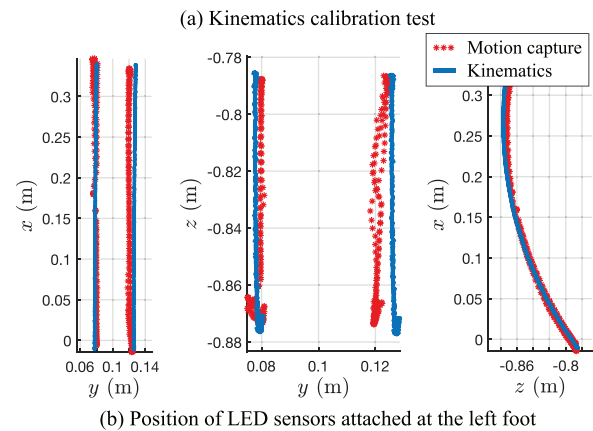 (a) Kinematics calibration test
Motion capture
Kinematics
0.3
0.25
0.2
0.15
0.1
0.05
0
x (m)
0.06 0.1 0.14
y (m)
-0.78
-0.8
-0.82
-0.84
-0.86
-0.88
z (m)
0.08 0.1 0.12
y (m)
0.3
0.25
0.2
0.15
0.1
0.05
0
x (m)
-0.86 -0.8
z (m)
(b) Position of LED sensors attached at the left foot